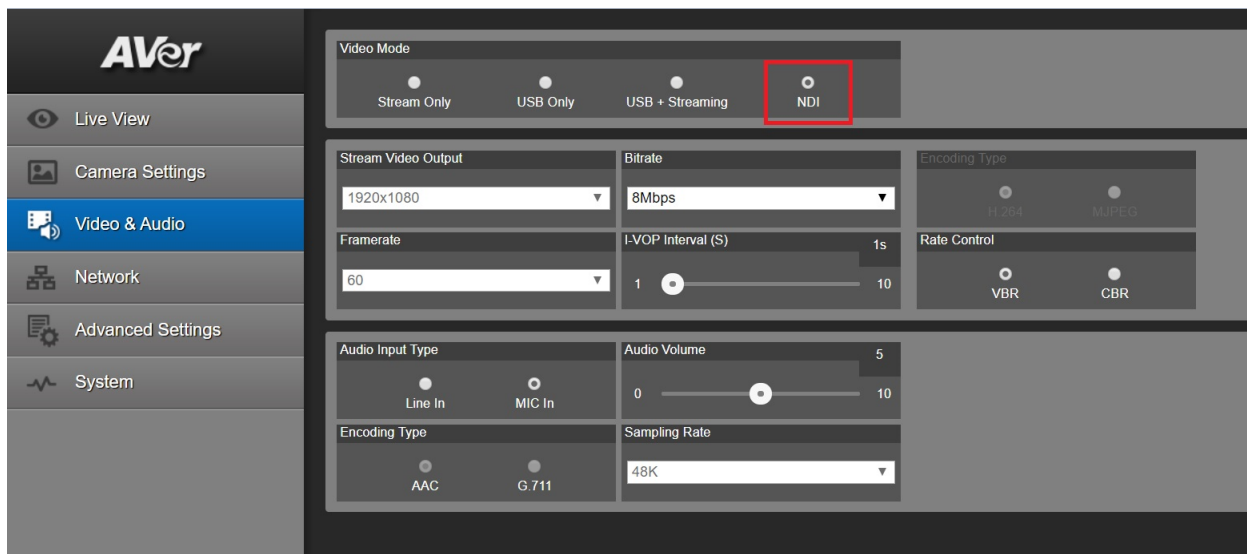 AVer
Live View
Camera Settings
Video & Audio
Network
Advanced Settings
System
Video Mode
Stream Only USB Only USB + Streaming NDI
Stream Video Output Bitrate Encoding Type
1920x1080 8Mbps H.264 MJPEG
Framerate I-VOP Interval (S) 1s Rate Control
60 1 10 VBR CBR
Audio Input Type Audio Volume 5
Line In MIC In 0 10
Encoding Type Sampling Rate
AAC G.711 48K